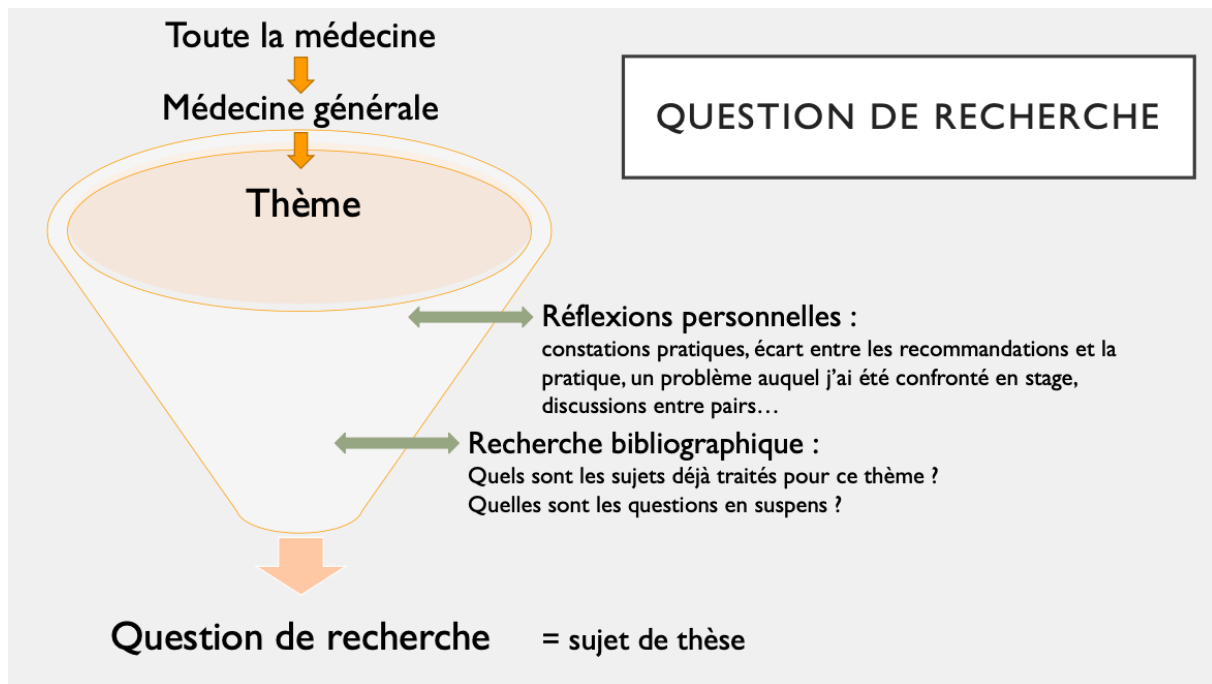 Toute la médecine
Médecine générale
Thème
QUESTION DE RECHERCHE
Réflexions personnelles :
constations pratiques, écart entre les recommandations et la
pratique, un problème auquel j’ai été confronté en stage,
discussions entre pairs…
Recherche bibliographique :
Quels sont les sujets déjà traités pour ce thème ?
Quelles sont les questions en suspens ?
Question de recherche = sujet de thèse